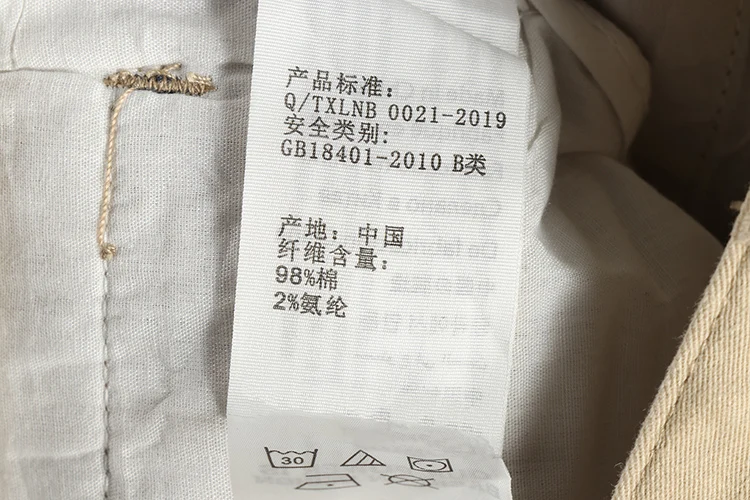 产品标准：
Q/TXLNB 0021-2019
安全类别：
GB18401-2010 B类
产地：中国
纤维含量：
98%棉
2%氨纶
30